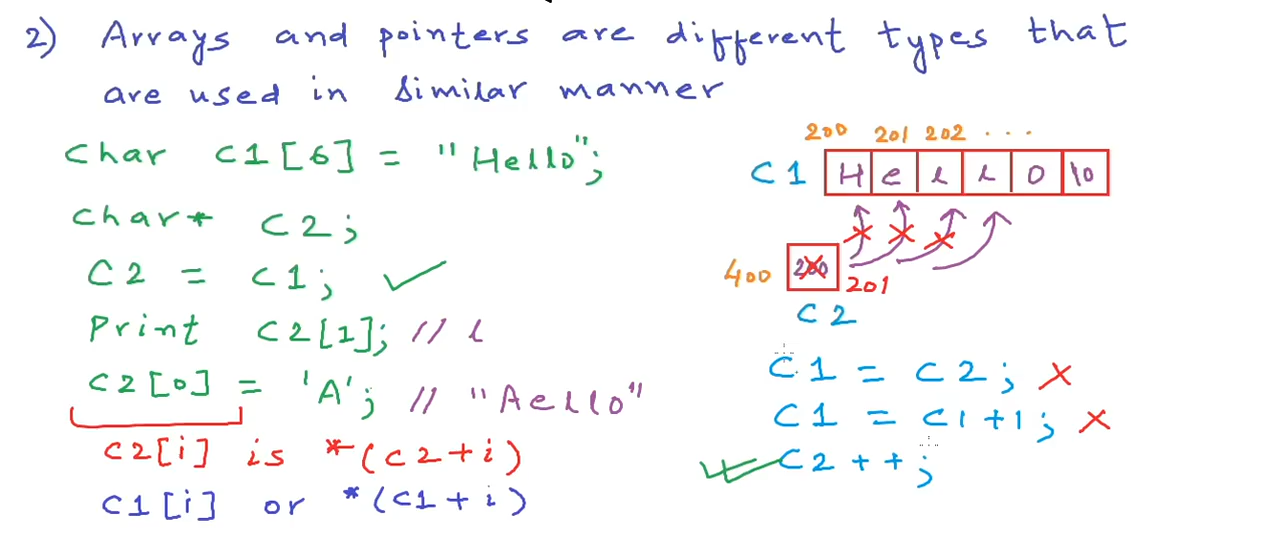 2) Arrays and pointers are different types that
are used in similar manner
Char C1[6] = "Hello";
Char* C2;
C2 = C1;
Print C2[1]; // l
C2[0] = 'A'; // "Aello"
C2[i] is *(C2+i)
C1[i] or *(C1+i)
200 201 202 ...
C1 H e l l o \0
400 200 201
C2
C1 = C2; X
C1 = C1+1; X
C2++;